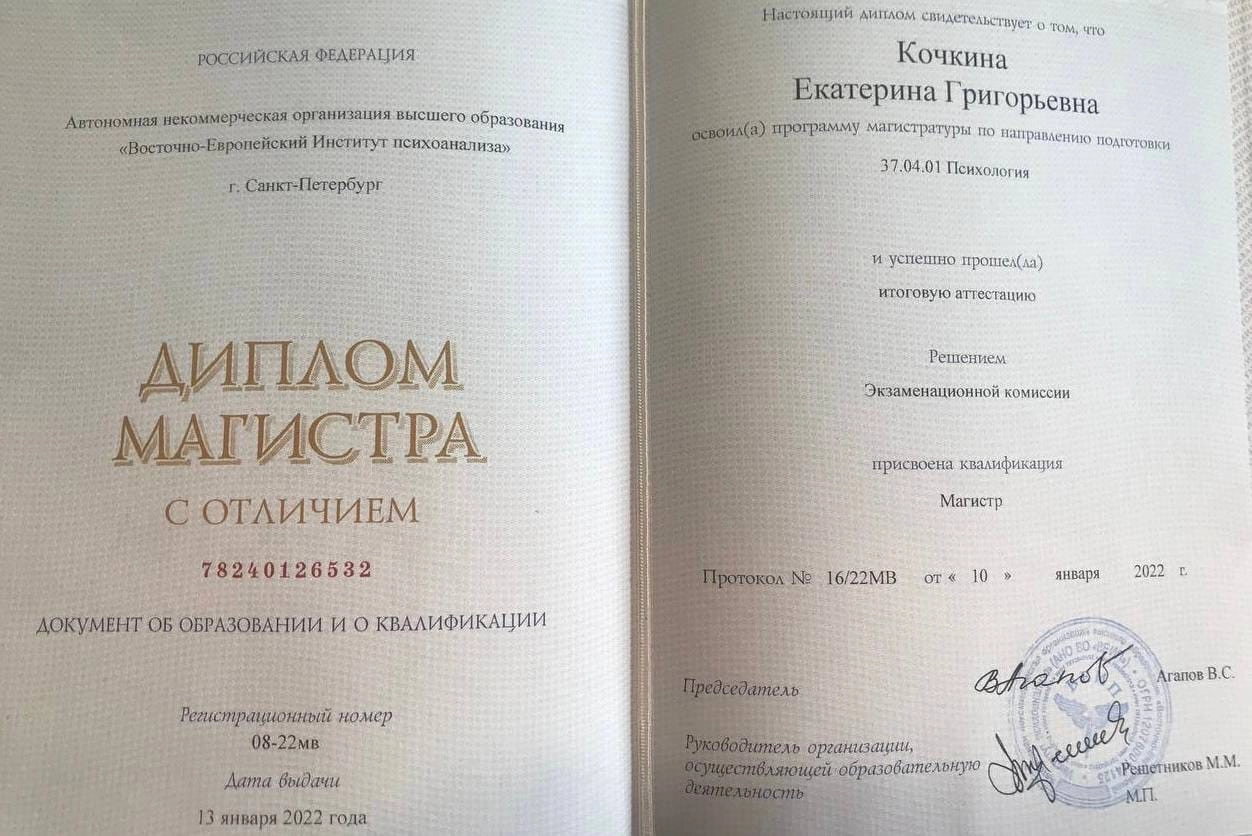 РОССИЙСКАЯ ФЕДЕРАЦИЯ
Автономная некоммерческая организация высшего образования
«Восточно-Европейский Институт психоанализа»
г. Санкт-Петербург
ДИПЛОМ
МАГИСТРА
С ОТЛИЧИЕМ
78240126532
ДОКУМЕНТ ОБ ОБРАЗОВАНИИ И О КВАЛИФИКАЦИИ
Регистрационный номер
08-22мв
Дата выдачи
13 января 2022 года
Настоящий диплом свидетельствует о том, что
Кочкина
Екатерина Григорьевна
освоил(а) программу магистратуры по направлению подготовки
37.04.01 Психология
и успешно прошел(ла)
итоговую аттестацию
Решением
Экзаменационной комиссии
присвоена квалификация
Магистр
Протокол № 16/22МВ от « 10 » января 2022 г.
Председатель Агапов В.С.
Руководитель организации,
осуществляющей образовательную
деятельность
Решетников М.М.
М.П.